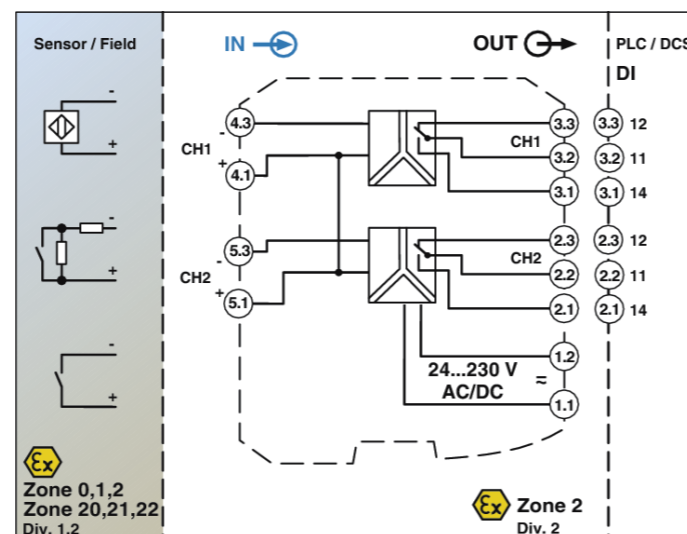 Sensor / Field
IN
OUT
PLC / DCS
DI
-
+
-
+
-
+
CH1
-
4.3
+
4.1
CH2
-
5.3
+
5.1
CH1
3.3
3.2
3.1
CH2
2.3
2.2
2.1
24...230 V
AC/DC
≈
1.2
1.1
3.3 12
3.2 11
3.1 14
2.3 12
2.2 11
2.1 14
Ex
Zone 0,1,2
Zone 20,21,22
Div. 1,2
Ex
Zone 2
Div. 2